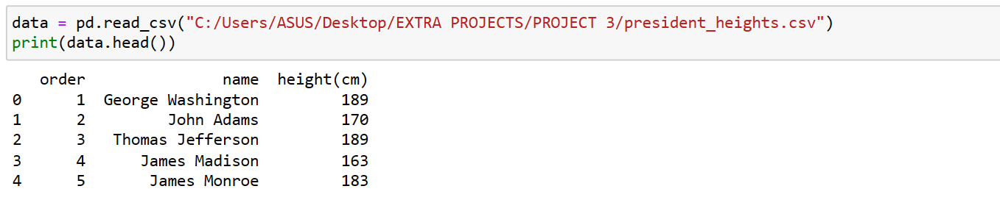 data = pd.read_csv("C:/Users/ASUS/Desktop/EXTRA PROJECTS/PROJECT 3/president_heights.csv")
print(data.head())
order name height(cm)
0 1 George Washington 189
1 2 John Adams 170
2 3 Thomas Jefferson 189
3 4 James Madison 163
4 5 James Monroe 183